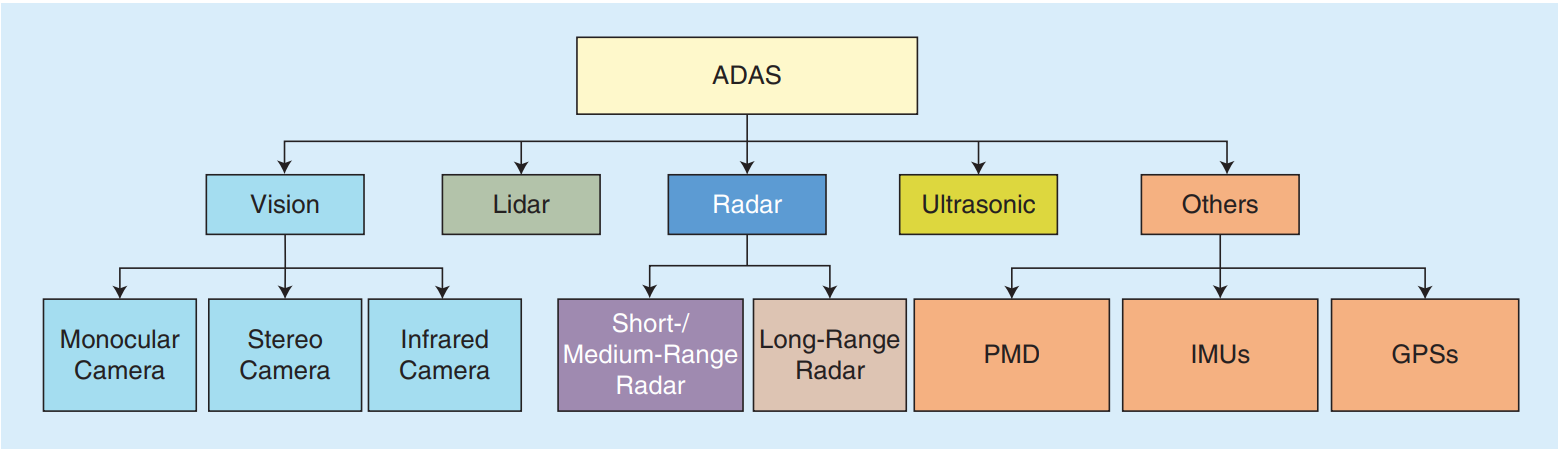 ADAS
Vision
Lidar
Radar
Ultrasonic
Others
Monocular
Camera
Stereo
Camera
Infrared
Camera
Short-/
Medium-Range
Radar
Long-Range
Radar
PMD
IMUs
GPSs